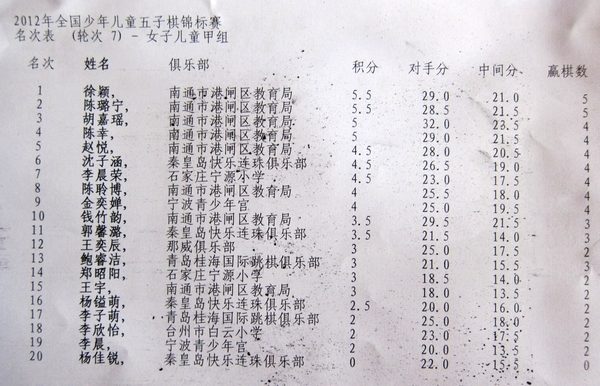 2012年全国少年儿童五子棋锦标赛
名次表 (轮次 7) - 女子儿童甲组
名次 姓名 俱乐部 积分 对手分 中间分 赢棋数
1 徐颖, 南通市港闸区教育局 5.5 29.0 21.0 5
2 陈璐宁, 南通市港闸区教育局 5.5 28.5 21.5 5
3 胡嘉瑶, 南通市港闸区教育局 5 32.0 23.5 4
4 陈幸, 南通市港闸区教育局 5 29.0 21.5 4
5 赵悦, 南通市港闸区教育局 4.5 28.0 20.5 4
6 沈子涵, 秦皇岛快乐连珠俱乐部 4.5 26.5 19.0 4
7 李晨荣, 石家庄宁源小学 4.5 23.0 17.5 4
8 陈聆博, 南通市港闸区教育局 4 25.5 18.0 4
9 金奕婵, 宁波青少年宫 4 25.0 19.5 4
10 钱竹韵, 南通市港闸区教育局 3.5 29.5 21.5 3
11 郭馨潞, 秦皇岛快乐连珠俱乐部 3.5 21.5 14.0 3
12 王奕辰, 那威俱乐部 3 25.0 17.5 2
13 鲍睿洁, 青岛桂海国际跳棋俱乐部 3 21.0 15.5 3
14 郑昭阳, 石家庄宁源小学 3 18.0 14.0 2
15 王宇, 南通市港闸区教育局 3 18.0 13.5 2
16 杨镒萌, 秦皇岛快乐连珠俱乐部 2.5 20.0 16.0 2
17 李子萌, 青岛桂海国际跳棋俱乐部 2 25.0 18.0 2
18 李欣怡, 台州市白云小学 2 23.0 17.5 2
19 李晨, 宁波青少年宫 2 20.0 13.5 2
20 杨佳锐, 秦皇岛快乐连珠俱乐部 0 22.0 15.5 0